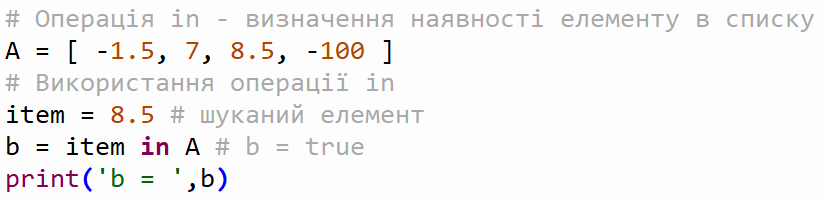 # Операція in - визначення наявності елементу в списку
A = [ -1.5, 7, 8.5, -100 ]
# Використання операції in
item = 8.5 # шуканий елемент
b = item in A # b = true
print('b = ',b)